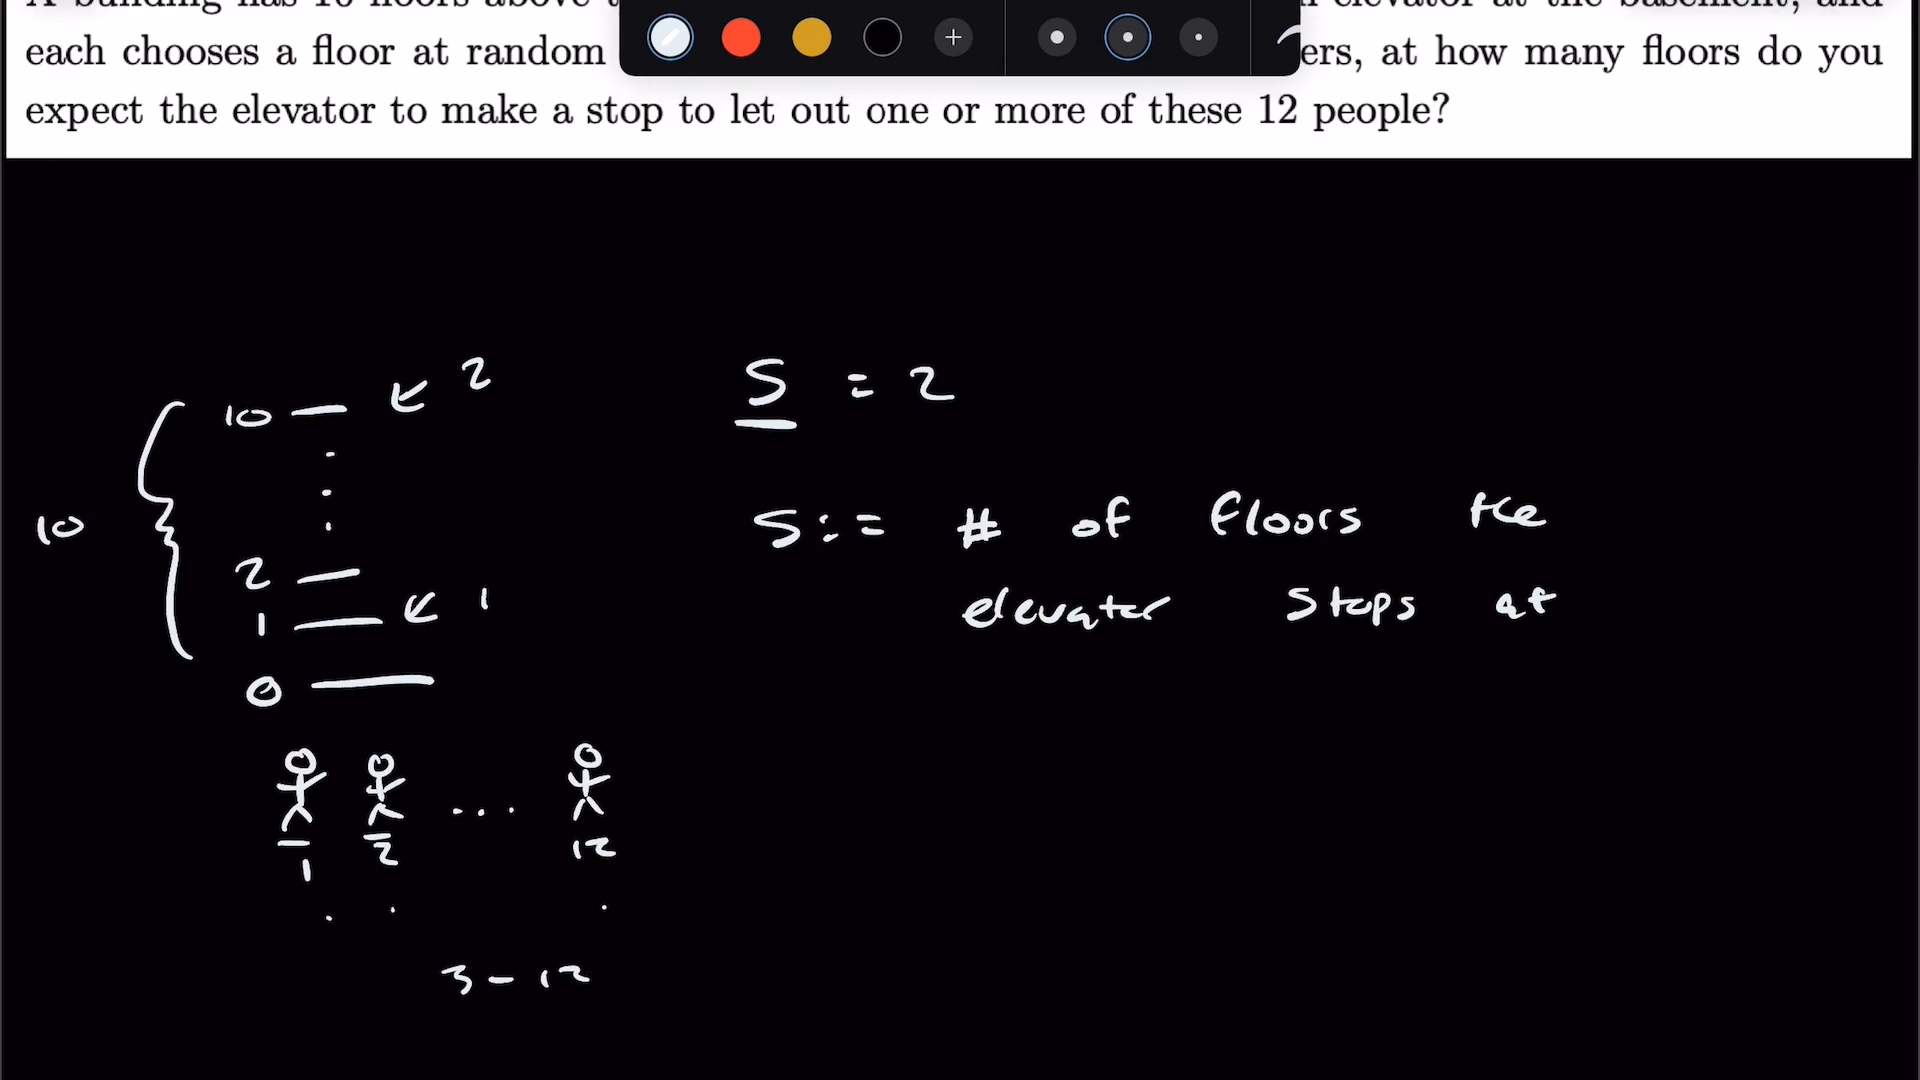 each chooses a floor at random ers, at how many floors do you
expect the elevator to make a stop to let out one or more of these 12 people?
10 2
S = 2
10
S := # of floors the
2
1 1
elevator stops at
0
1 2 ... 12
3 - 12